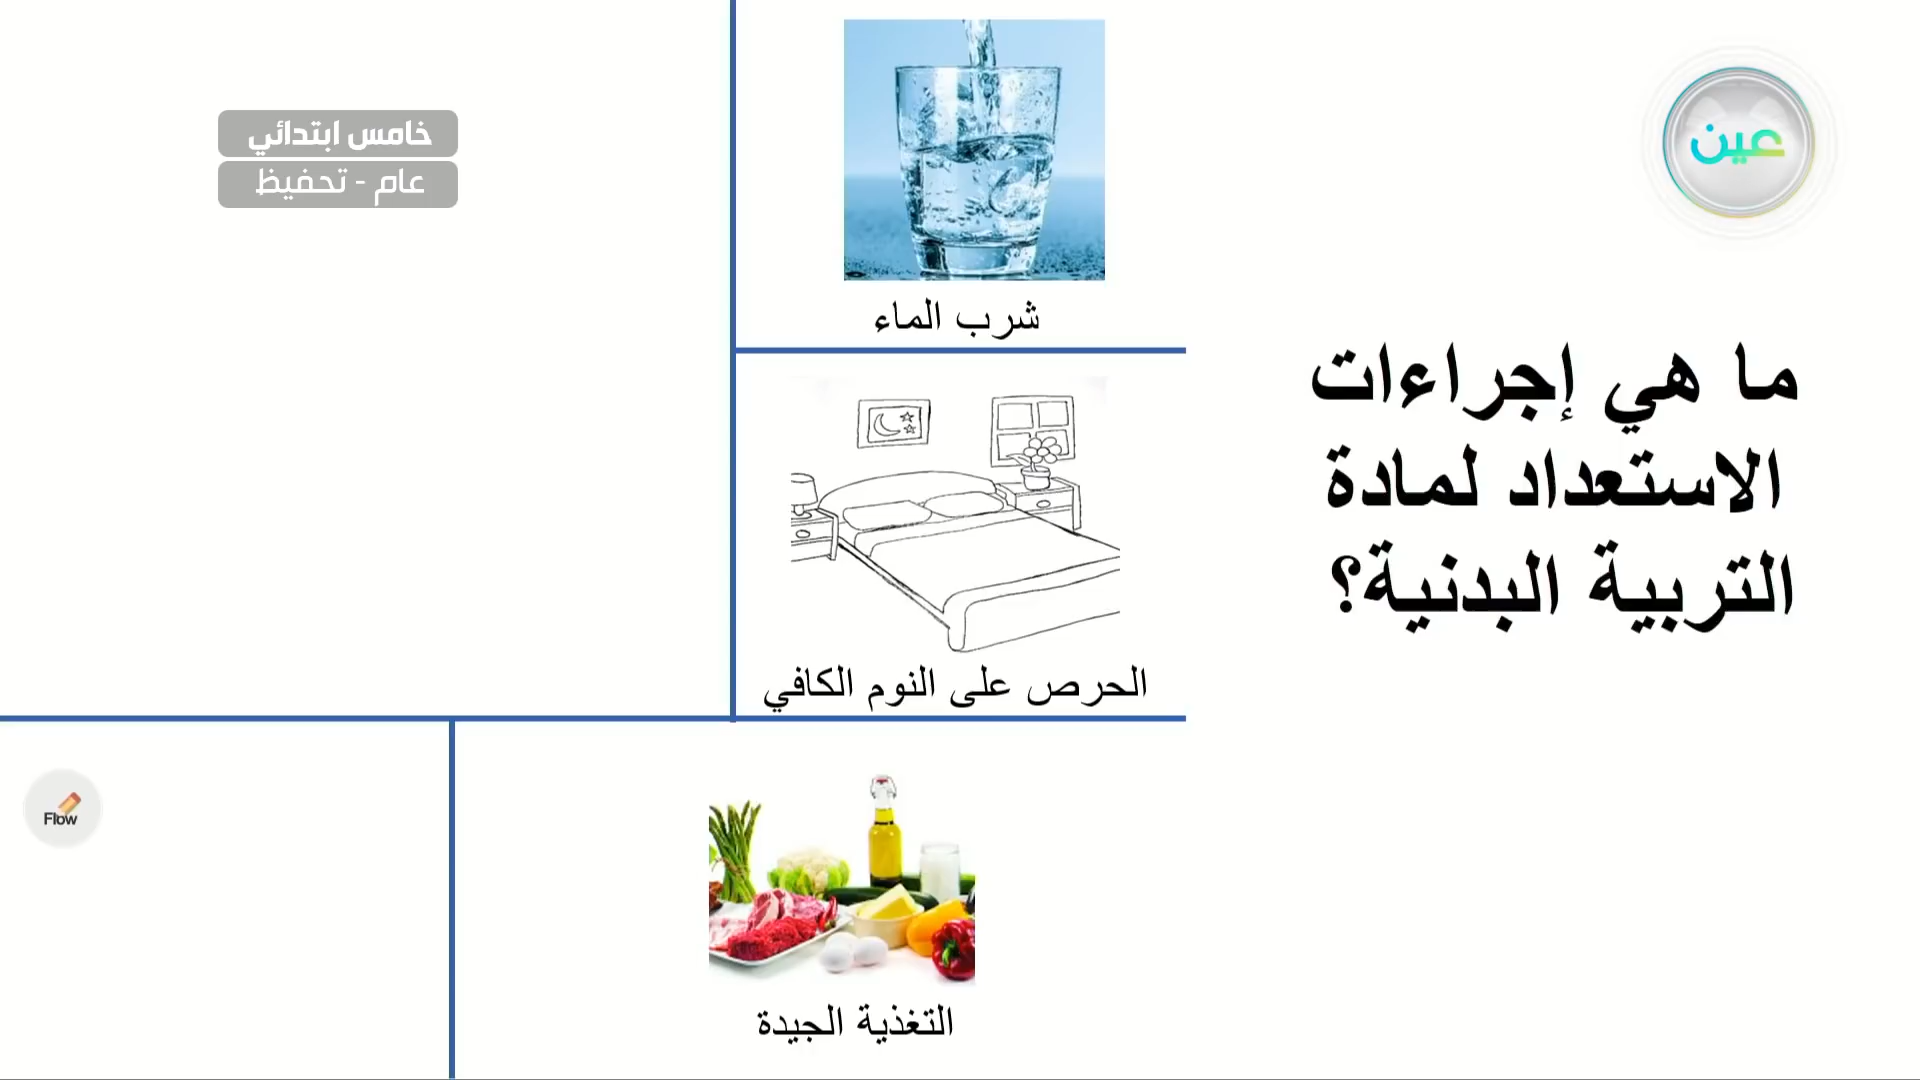 عين
خامس ابتدائي
عام - تحفيظ
ما هي إجراءات
الاستعداد لمادة
التربية البدنية؟
شرب الماء
الحرص على النوم الكافي
التغذية الجيدة
Flow